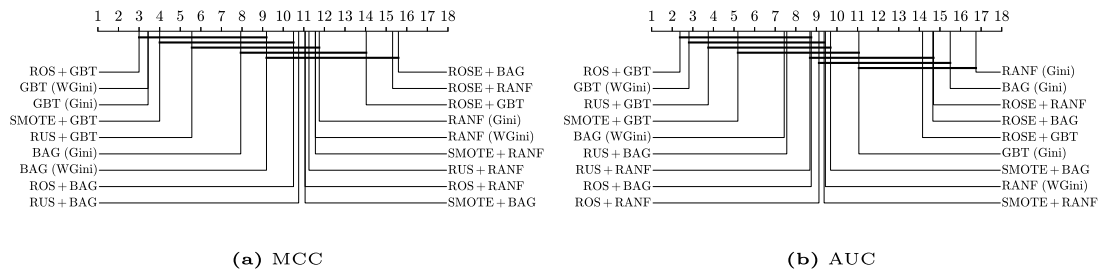 1 2 3 4 5 6 7 8 9 10 11 12 13 14 15 16 17 18
ROS + GBT
GBT (WGini)
GBT (Gini)
SMOTE + GBT
RUS + GBT
BAG (Gini)
BAG (WGini)
ROS + BAG
RUS + BAG
ROSE + BAG
ROSE + RANF
ROSE + GBT
RANF (Gini)
RANF (WGini)
SMOTE + RANF
RUS + RANF
ROS + RANF
SMOTE + BAG
(a) MCC
1 2 3 4 5 6 7 8 9 10 11 12 13 14 15 16 17 18
ROS + GBT
GBT (WGini)
RUS + GBT
SMOTE + GBT
BAG (WGini)
RUS + BAG
RUS + RANF
ROS + BAG
ROS + RANF
RANF (Gini)
BAG (Gini)
ROSE + RANF
ROSE + BAG
ROSE + GBT
GBT (Gini)
SMOTE + BAG
RANF (WGini)
SMOTE + RANF
(b) AUC